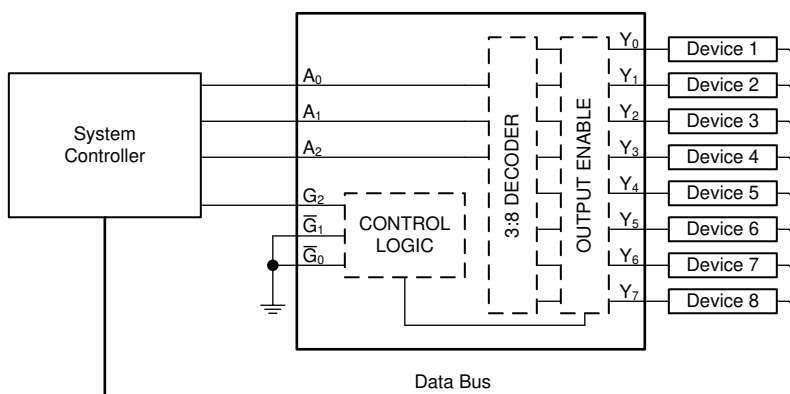 System
Controller
A0
A1
A2
G2
G̅1
G̅0
CONTROL
LOGIC
3:8 DECODER
OUTPUT ENABLE
Y0
Y1
Y2
Y3
Y4
Y5
Y6
Y7
Device 1
Device 2
Device 3
Device 4
Device 5
Device 6
Device 7
Device 8
Data Bus